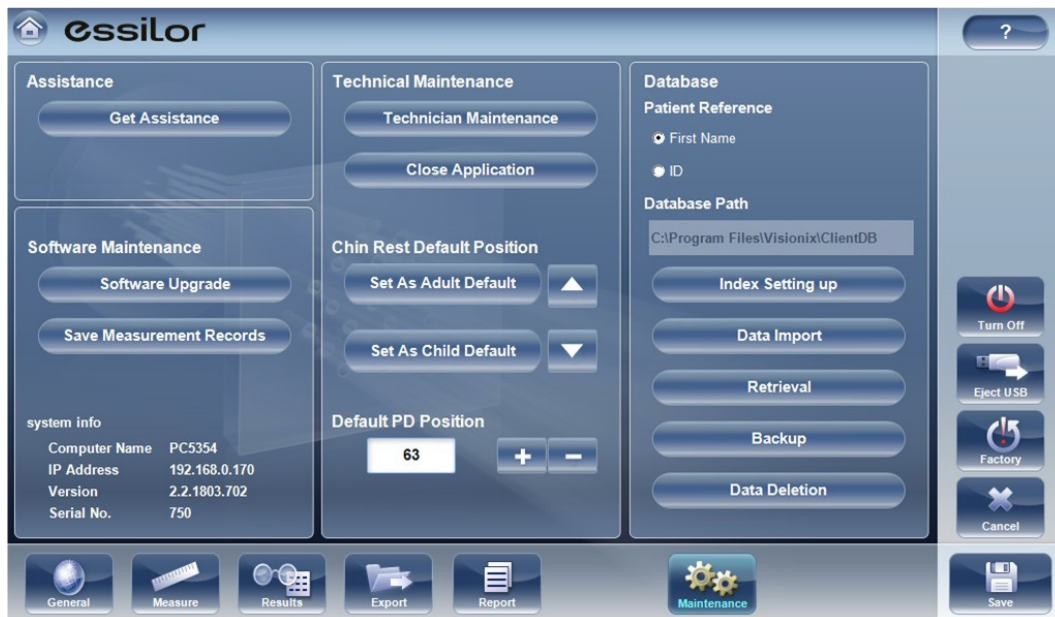 essilor
?
Assistance
Get Assistance
Software Maintenance
Software Upgrade
Save Measurement Records
system info
Computer Name PC5354
IP Address 192.168.0.170
Version 2.2.1803.702
Serial No. 750
Technical Maintenance
Technician Maintenance
Close Application
Chin Rest Default Position
Set As Adult Default
Set As Child Default
Default PD Position
63
+ −
Database
Patient Reference
First Name
ID
Database Path
C:\Program Files\Visionix\ClientDB
Index Setting up
Data Import
Retrieval
Backup
Data Deletion
Turn Off
Eject USB
Factory
Cancel
General
Measure
Results
Export
Report
Maintenance
Save